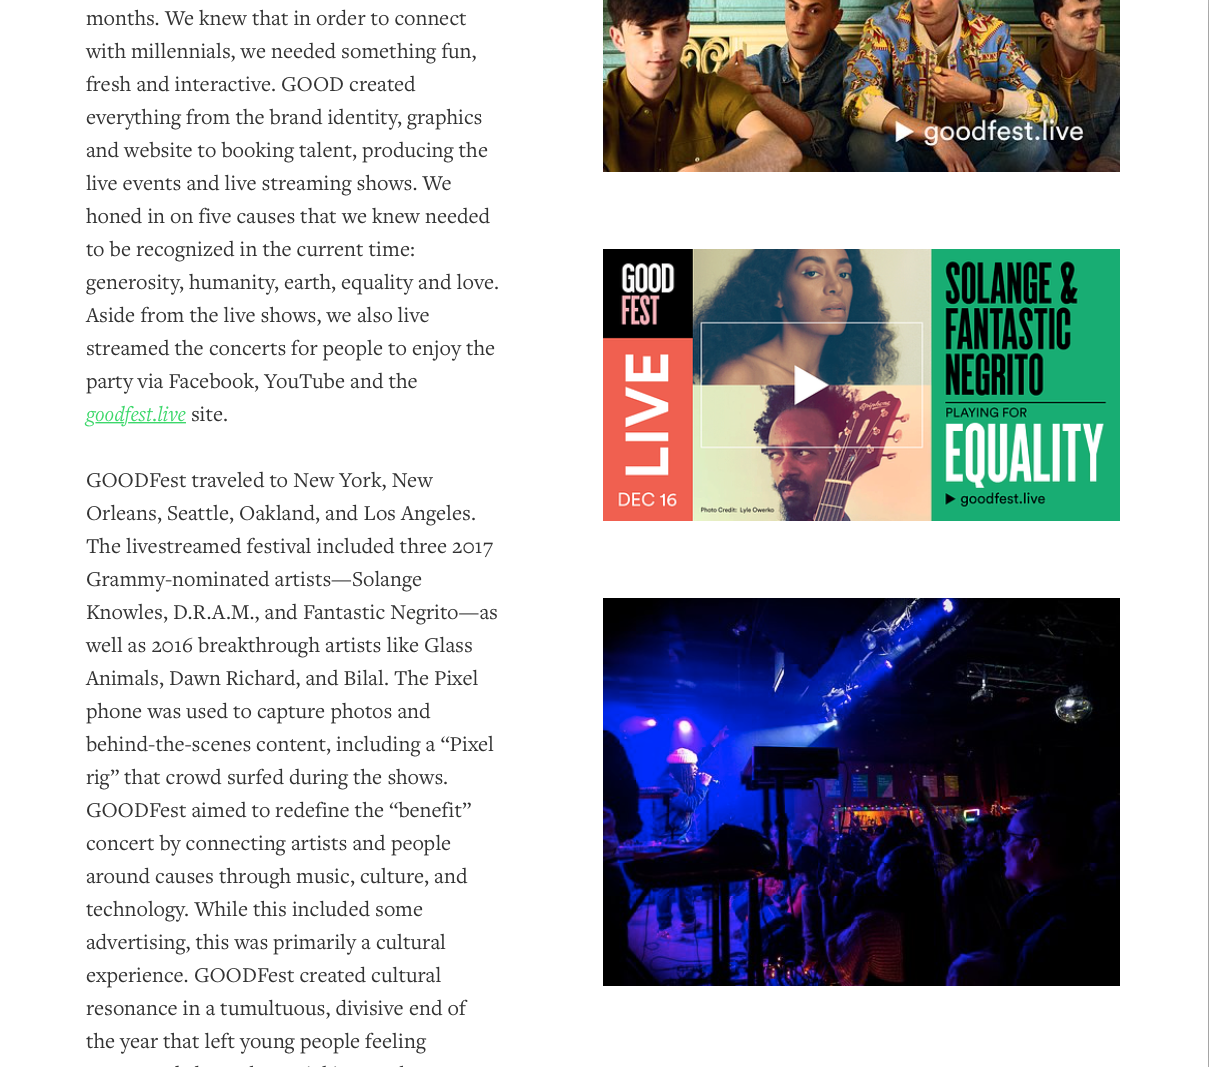 months. We knew that in order to connect
with millennials, we needed something fun,
fresh and interactive. GOOD created
everything from the brand identity, graphics
and website to booking talent, producing the
live events and live streaming shows. We
honed in on five causes that we knew needed
to be recognized in the current time:
generosity, humanity, earth, equality and love.
Aside from the live shows, we also live
streamed the concerts for people to enjoy the
party via Facebook, YouTube and the
goodfest.live site.
GOODFest traveled to New York, New
Orleans, Seattle, Oakland, and Los Angeles.
The livestreamed festival included three 2017
Grammy-nominated artists—Solange
Knowles, D.R.A.M., and Fantastic Negrito—as
well as 2016 breakthrough artists like Glass
Animals, Dawn Richard, and Bilal. The Pixel
phone was used to capture photos and
behind-the-scenes content, including a “Pixel
rig” that crowd surfed during the shows.
GOODFest aimed to redefine the “benefit”
concert by connecting artists and people
around causes through music, culture, and
technology. While this included some
advertising, this was primarily a cultural
experience. GOODFest created cultural
resonance in a tumultuous, divisive end of
the year that left young people feeling
goodfest.live
GOOD
FEST
LIVE
DEC 16
Photo Credit: Lyle Owerko
epiphone
SOLANGE &
FANTASTIC
NEGRITO
PLAYING FOR
EQUALITY
goodfest.live